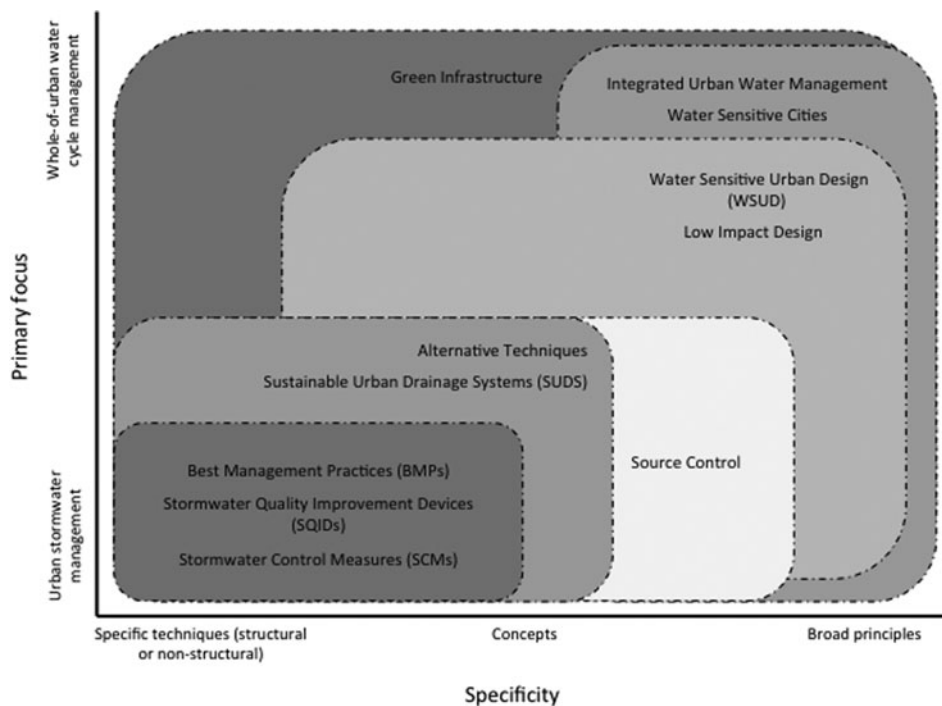 Whole-of-urban water
cycle management
Primary focus
Urban stormwater
management
Green Infrastructure
Integrated Urban Water Management
Water Sensitive Cities
Water Sensitive Urban Design
(WSUD)
Low Impact Design
Alternative Techniques
Sustainable Urban Drainage Systems (SUDS)
Source Control
Best Management Practices (BMPs)
Stormwater Quality Improvement Devices
(SQIDs)
Stormwater Control Measures (SCMs)
Specific techniques (structural
or non-structural)
Concepts
Broad principles
Specificity